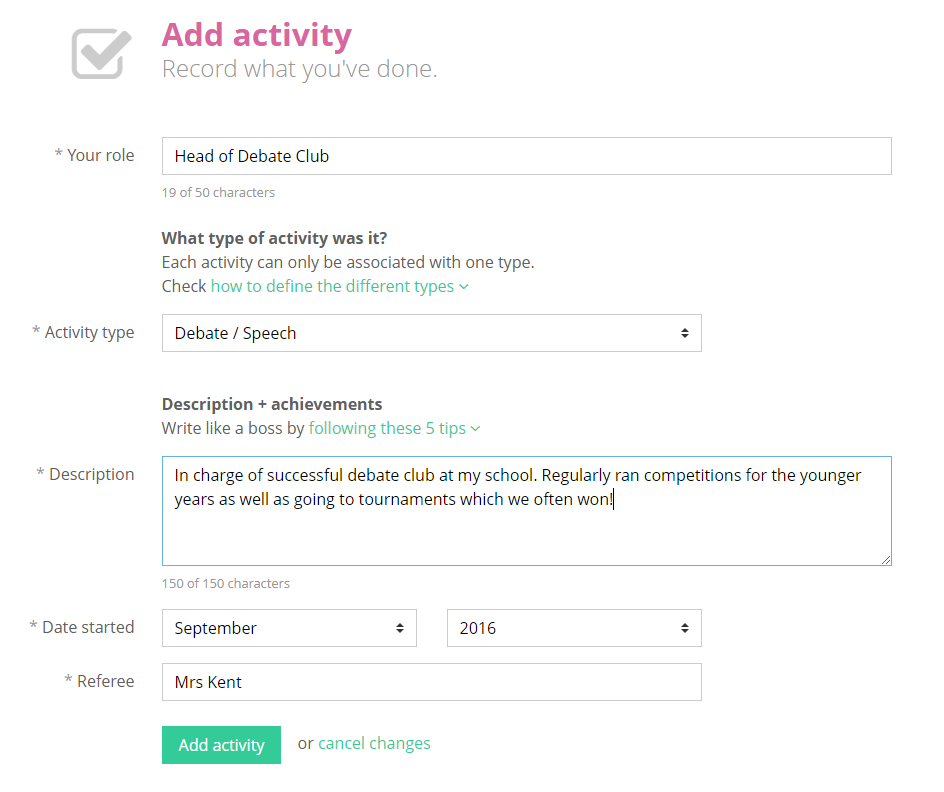 Add activity
Record what you've done.
* Your role
Head of Debate Club
19 of 50 characters
What type of activity was it?
Each activity can only be associated with one type.
Check how to define the different types
* Activity type
Debate / Speech
Description + achievements
Write like a boss by following these 5 tips
* Description
In charge of successful debate club at my school. Regularly ran competitions for the younger
years as well as going to tournaments which we often won!
150 of 150 characters
* Date started
September
2016
* Referee
Mrs Kent
Add activity or cancel changes